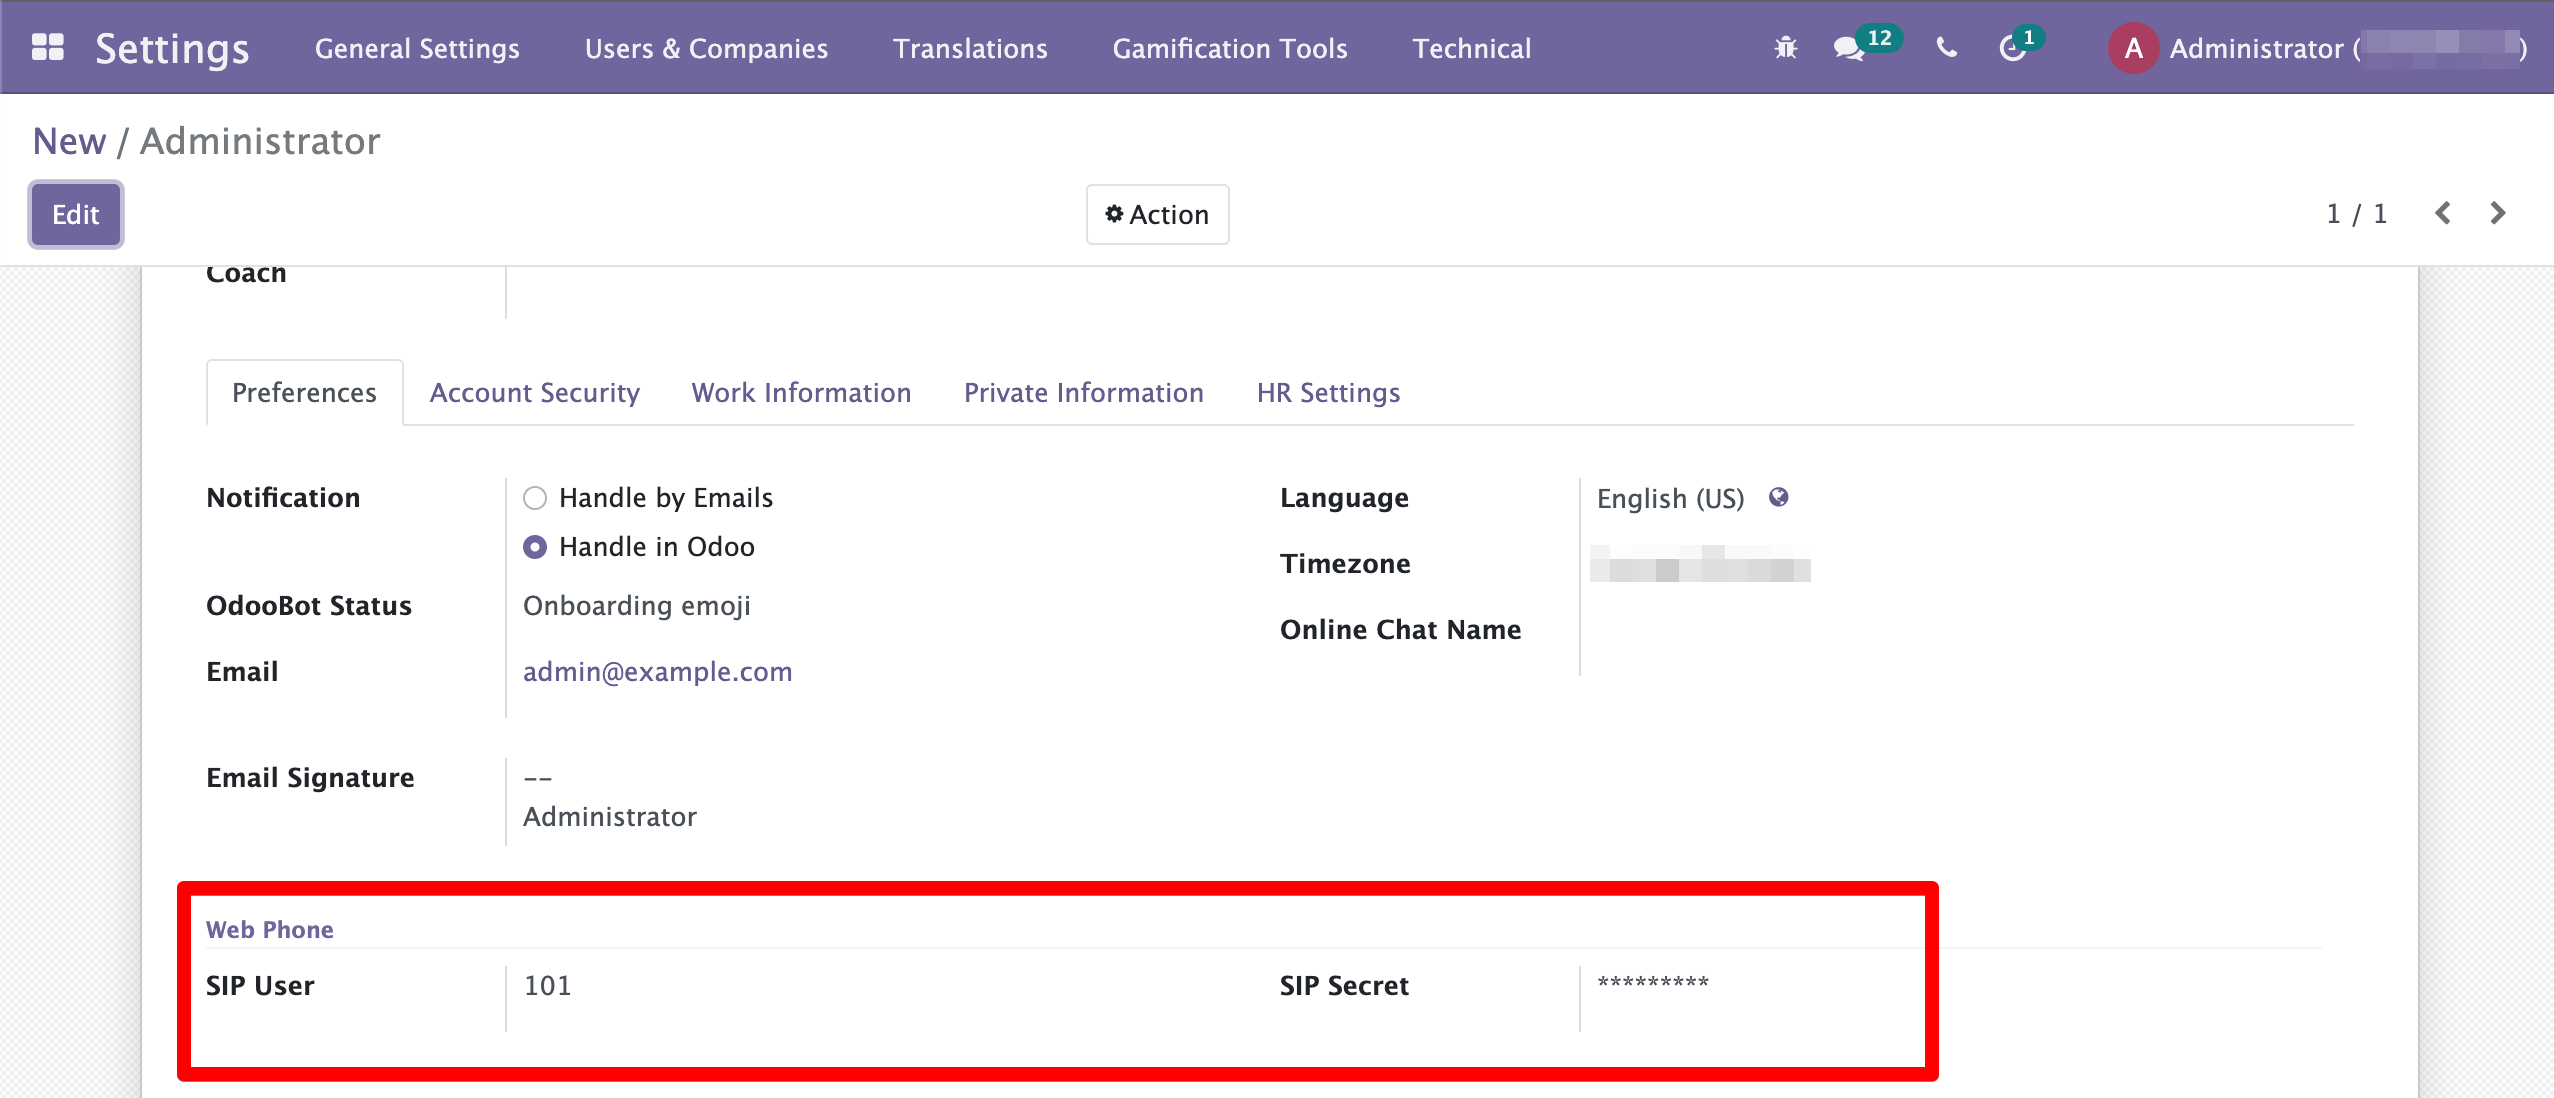 Settings General Settings Users & Companies Translations Gamification Tools Technical 12 1 A Administrator ( )
New / Administrator
Edit Action 1 / 1
Coach
Preferences Account Security Work Information Private Information HR Settings
Notification Handle by Emails Language English (US)
Handle in Odoo
Timezone
OdooBot Status Onboarding emoji
Online Chat Name
Email admin@example.com
Email Signature --
Administrator
Web Phone
SIP User 101 SIP Secret *********